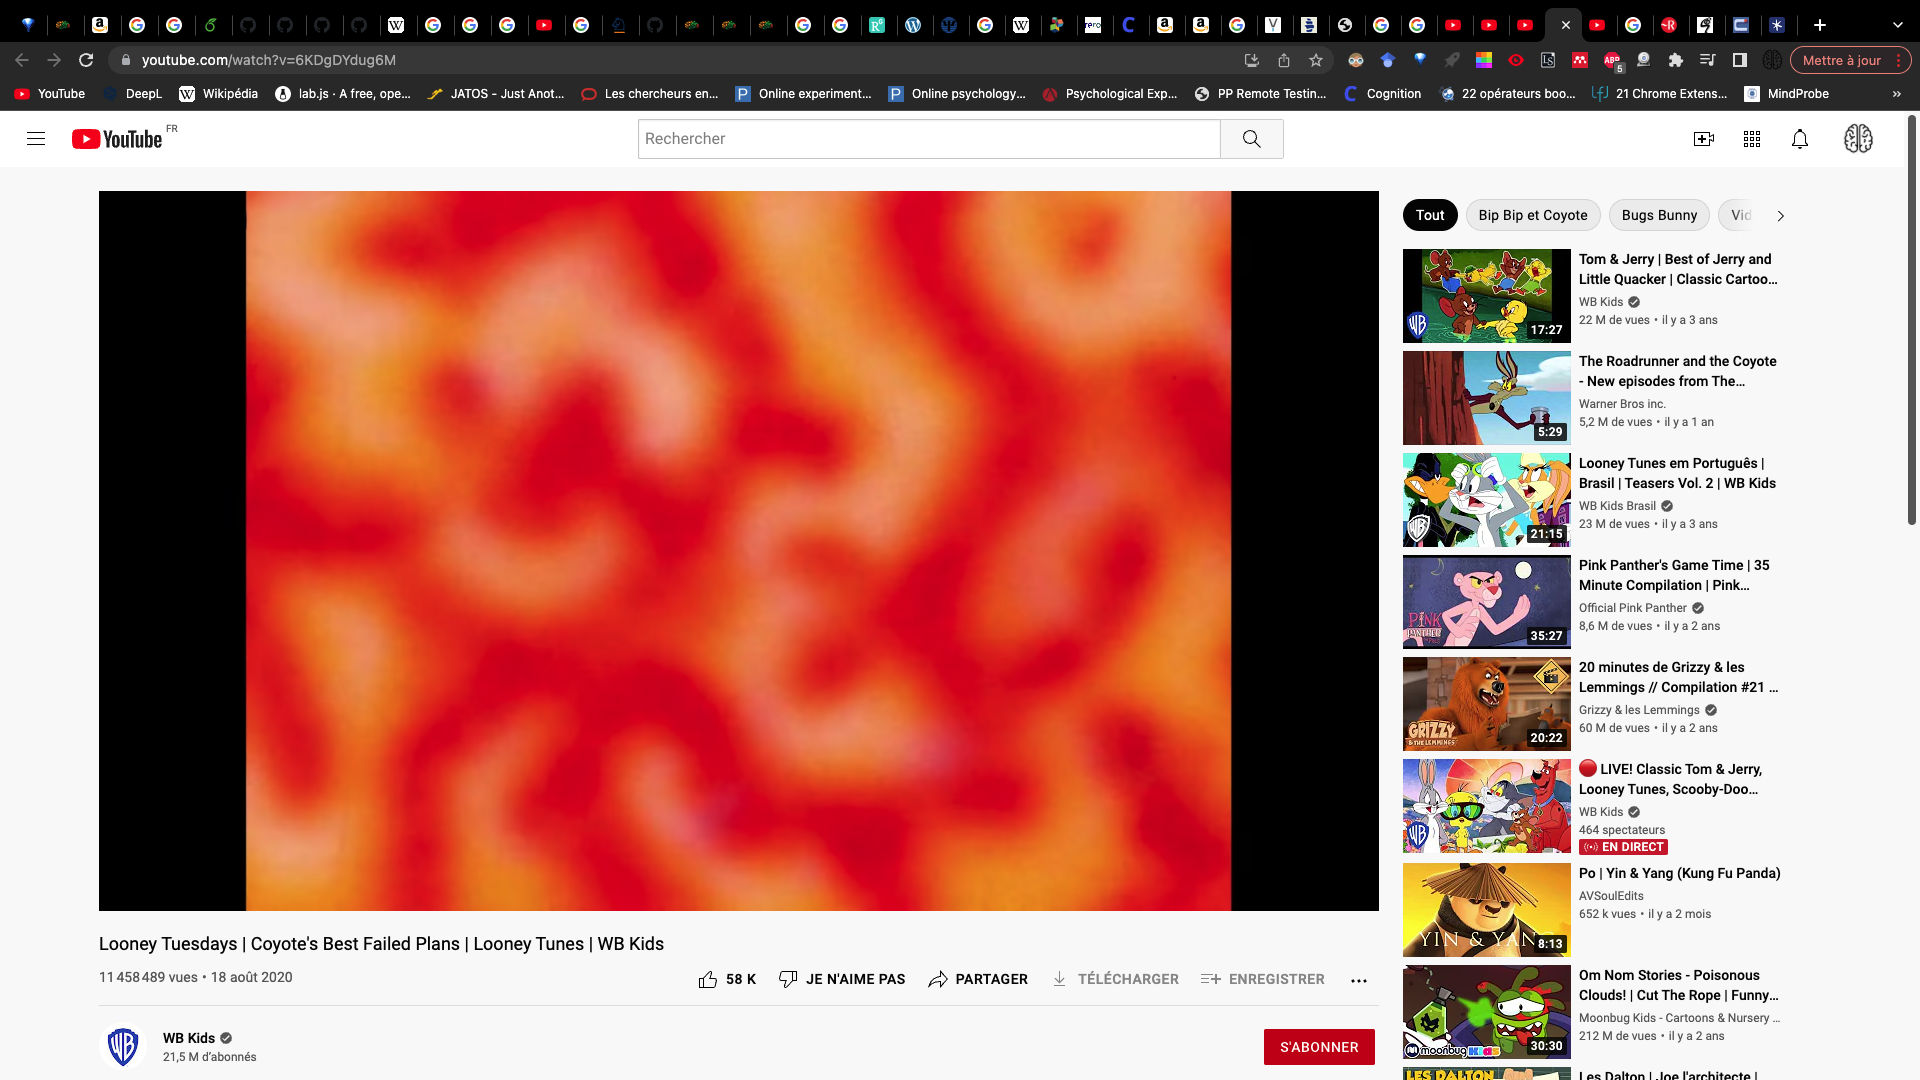 youtube.com/watch?v=6KDgDYdug6M
5
Mettre à jour
YouTube
DeepL
Wikipédia
lab.js · A free, ope...
JATOS - Just Anot...
Les chercheurs en...
Online experiment...
Online psychology...
Psychological Exp...
PP Remote Testin...
Cognition
22 opérateurs boo...
21 Chrome Extens...
MindProbe
»
YouTube FR
Rechercher
Tout
Bip Bip et Coyote
Bugs Bunny
Vid
Tom & Jerry | Best of Jerry and
Little Quacker | Classic Cartoo...
WB Kids
22 M de vues • il y a 3 ans
17:27
The Roadrunner and the Coyote
- New episodes from The...
Warner Bros inc.
5,2 M de vues • il y a 1 an
5:29
Looney Tunes em Português |
Brasil | Teasers Vol. 2 | WB Kids
WB Kids Brasil
23 M de vues • il y a 3 ans
21:15
Pink Panther's Game Time | 35
Minute Compilation | Pink...
Official Pink Panther
8,6 M de vues • il y a 2 ans
PINK
PANTHER
35:27
20 minutes de Grizzy & les
Lemmings // Compilation #21 ...
Grizzy & les Lemmings
60 M de vues • il y a 2 ans
GRIZZY
& THE LEMMINGS
20:22
LIVE! Classic Tom & Jerry,
Looney Tunes, Scooby-Doo...
WB Kids
464 spectateurs
EN DIRECT
Po | Yin & Yang (Kung Fu Panda)
AVSoulEdits
652 k vues • il y a 2 mois
YIN & YANG
8:13
Om Nom Stories - Poisonous
Clouds! | Cut The Rope | Funny...
Moonbug Kids - Cartoons & Nursery ...
212 M de vues • il y a 2 ans
moonbug KIDS
30:30
LES DALTON
Les Dalton | Joe l'architecte |
Looney Tuesdays | Coyote's Best Failed Plans | Looney Tunes | WB Kids
11 458 489 vues • 18 août 2020
58 K
JE N'AIME PAS
PARTAGER
TÉLÉCHARGER
ENREGISTRER
WB Kids
21,5 M d'abonnés
S'ABONNER